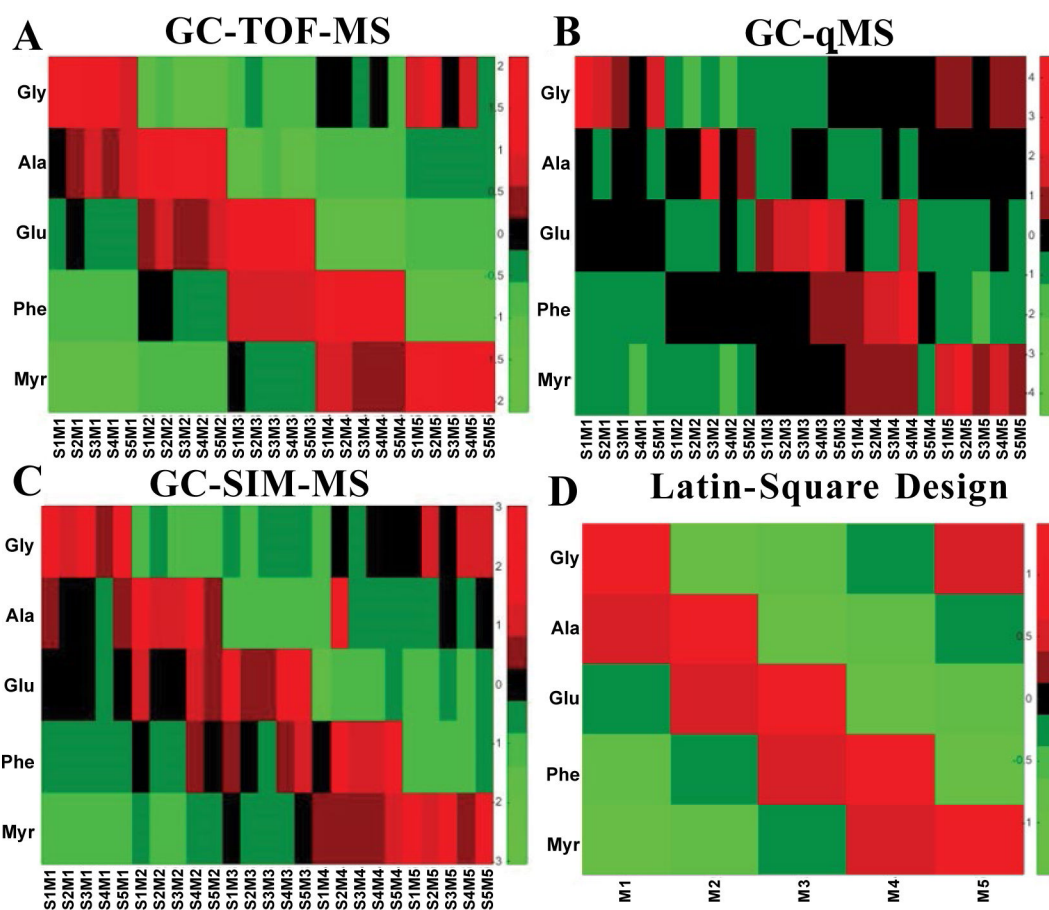 A
GC-TOF-MS
Gly
Ala
Glu
Phe
Myr
2
1.5
1
0.5
0
-0.5
-1
1.5
2
S1M1 S2M1 S3M1 S4M1 S5M1 S1M2 S2M2 S3M2 S4M2 S5M2 S1M3 S2M3 S3M3 S4M3 S5M3 S1M4 S2M4 S3M4 S4M4 S5M4 S1M5 S2M5 S3M5 S4M5 S5M5
B
GC-qMS
Gly
Ala
Glu
Phe
Myr
4
3
2
1
0
-1
-2
-3
-4
S1M1 S2M1 S3M1 S4M1 S5M1 S1M2 S2M2 S3M2 S4M2 S5M2 S1M3 S2M3 S3M3 S4M3 S5M3 S1M4 S2M4 S3M4 S4M4 S5M4 S1M5 S2M5 S3M5 S4M5 S5M5
C
GC-SIM-MS
Gly
Ala
Glu
Phe
Myr
3
2
1
0
-1
-2
3
S1M1 S2M1 S3M1 S4M1 S5M1 S1M2 S2M2 S3M2 S4M2 S5M2 S1M3 S2M3 S3M3 S4M3 S5M3 S1M4 S2M4 S3M4 S4M4 S5M4 S1M5 S2M5 S3M5 S4M5 S5M5
D
Latin-Square Design
Gly
Ala
Glu
Phe
Myr
1
0.5
0
-0.5
-1
M1 M2 M3 M4 M5